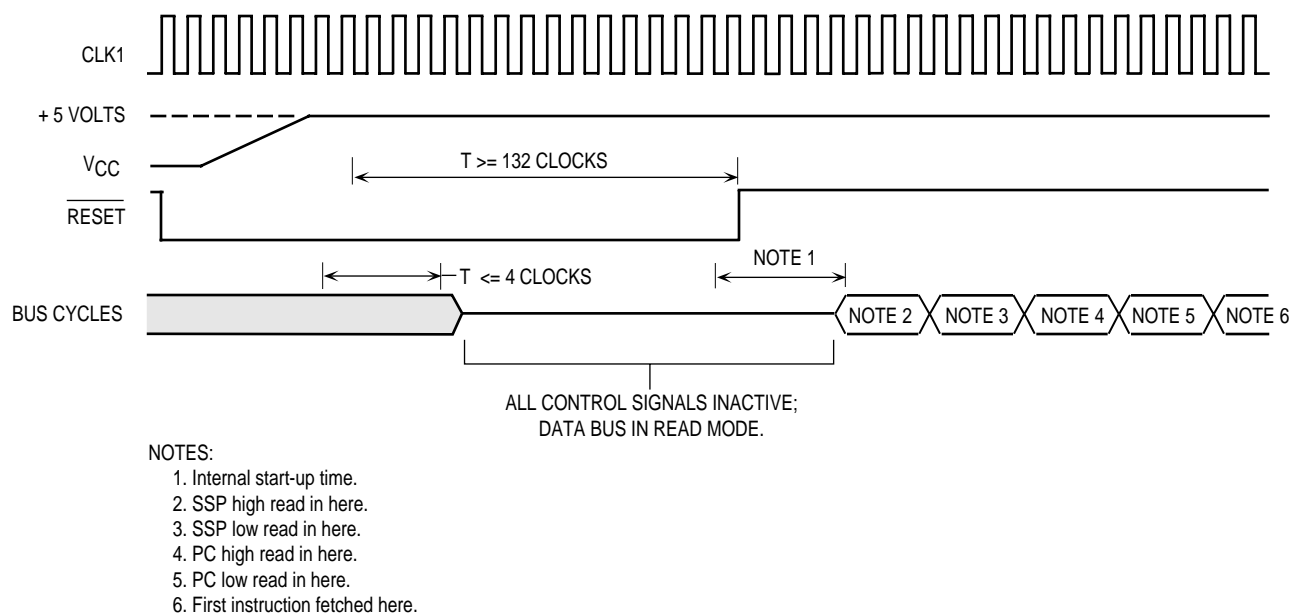 CLK1
+ 5 VOLTS
VCC
T >= 132 CLOCKS
RESET
NOTE 1
T <= 4 CLOCKS
BUS CYCLES
NOTE 2
NOTE 3
NOTE 4
NOTE 5
NOTE 6
ALL CONTROL SIGNALS INACTIVE;
DATA BUS IN READ MODE.
NOTES:
1. Internal start-up time.
2. SSP high read in here.
3. SSP low read in here.
4. PC high read in here.
5. PC low read in here.
6. First instruction fetched here.